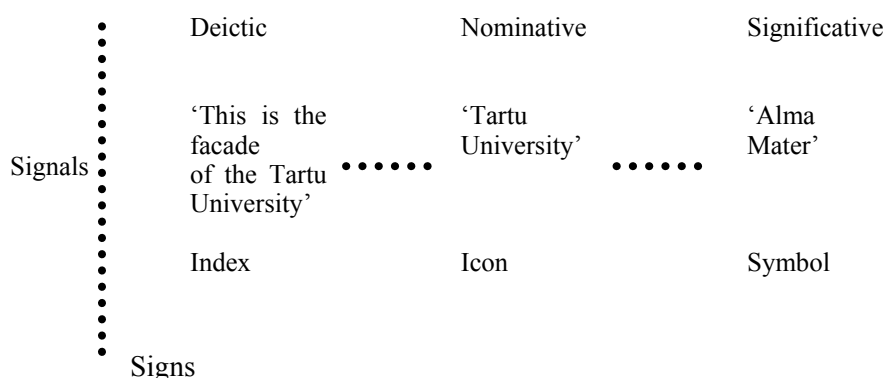 Deictic Nominative Significative
‘This is the
facade
of the Tartu
University’
‘Tartu
University’
‘Alma
Mater’
Signals
Index Icon Symbol
Signs